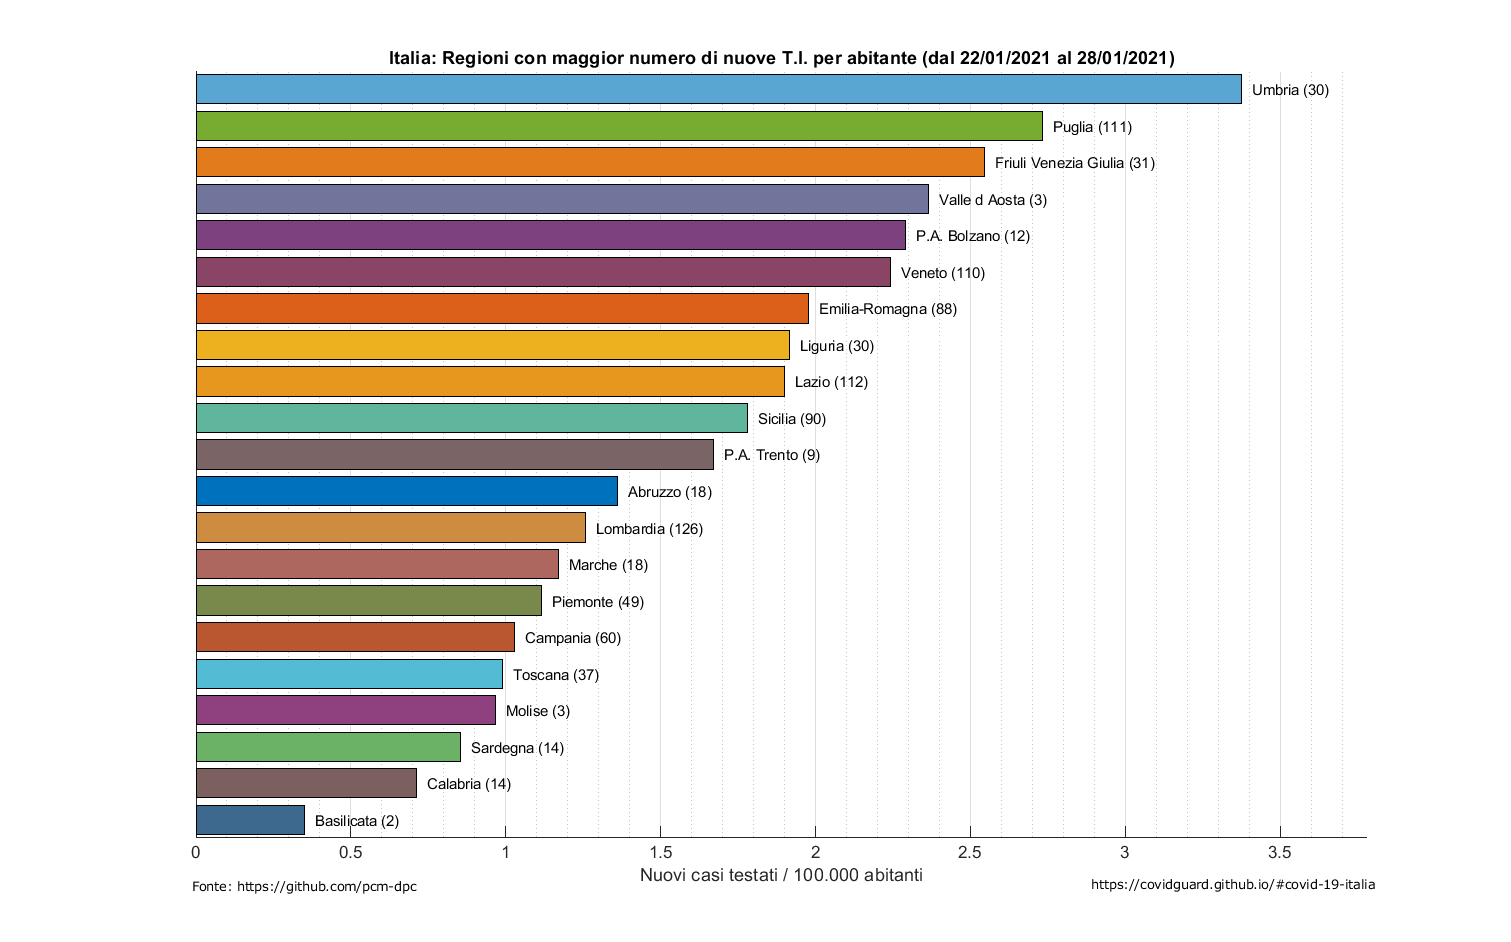 Italia: Regioni con maggior numero di nuove T.I. per abitante (dal 22/01/2021 al 28/01/2021)
Umbria (30)
Puglia (111)
Friuli Venezia Giulia (31)
Valle d Aosta (3)
P.A. Bolzano (12)
Veneto (110)
Emilia-Romagna (88)
Liguria (30)
Lazio (112)
Sicilia (90)
P.A. Trento (9)
Abruzzo (18)
Lombardia (126)
Marche (18)
Piemonte (49)
Campania (60)
Toscana (37)
Molise (3)
Sardegna (14)
Calabria (14)
Basilicata (2)
0 0.5 1 1.5 2 2.5 3 3.5
Nuovi casi testati / 100.000 abitanti
Fonte: https://github.com/pcm-dpc
https://covidguard.github.io/#covid-19-italia